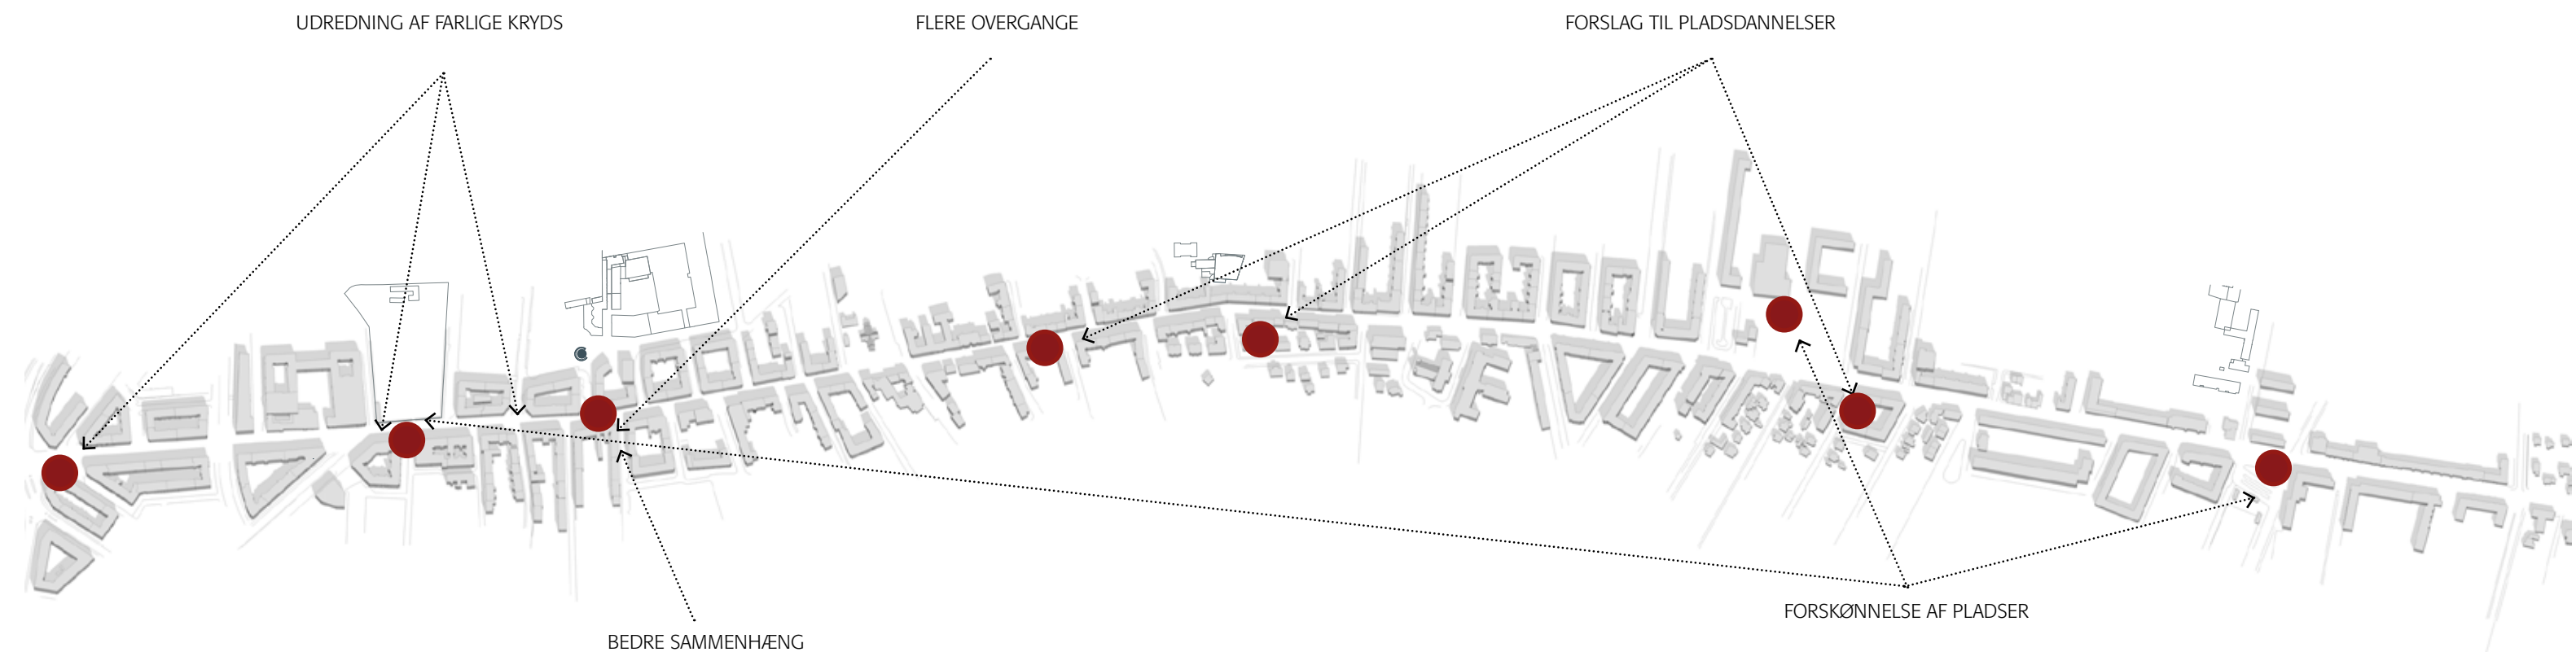 UDREDNING AF FARLIGE KRYDS
FLERE OVERGANGE
FORSLAG TIL PLADSDANNELSER
FORSKØNNELSE AF PLADSER
BEDRE SAMMENHÆNG